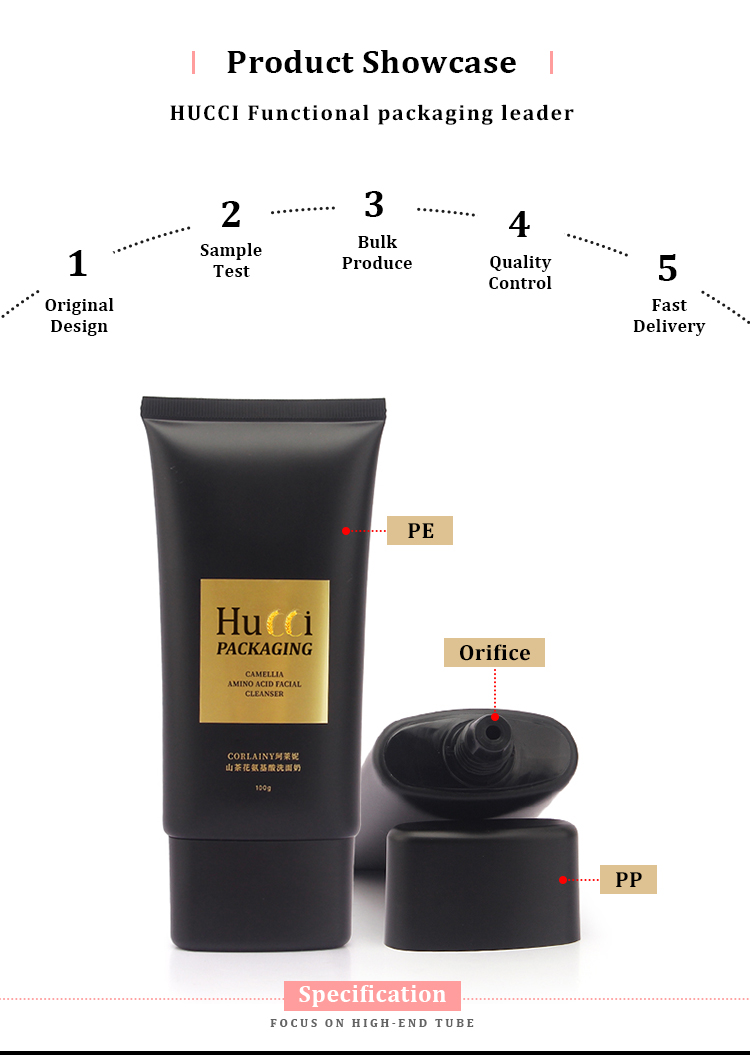 Product Showcase
HUCCI Functional packaging leader
1
Original
Design
2
Sample
Test
3
Bulk
Produce
4
Quality
Control
5
Fast
Delivery
PE
Hucci
PACKAGING
CAMELLIA
AMINO ACID FACIAL
CLEANSER
CORLAINY珂莱妮
山茶花氨基酸洗面奶
100g
Orifice
PP
Specification
FOCUS ON HIGH-END TUBE